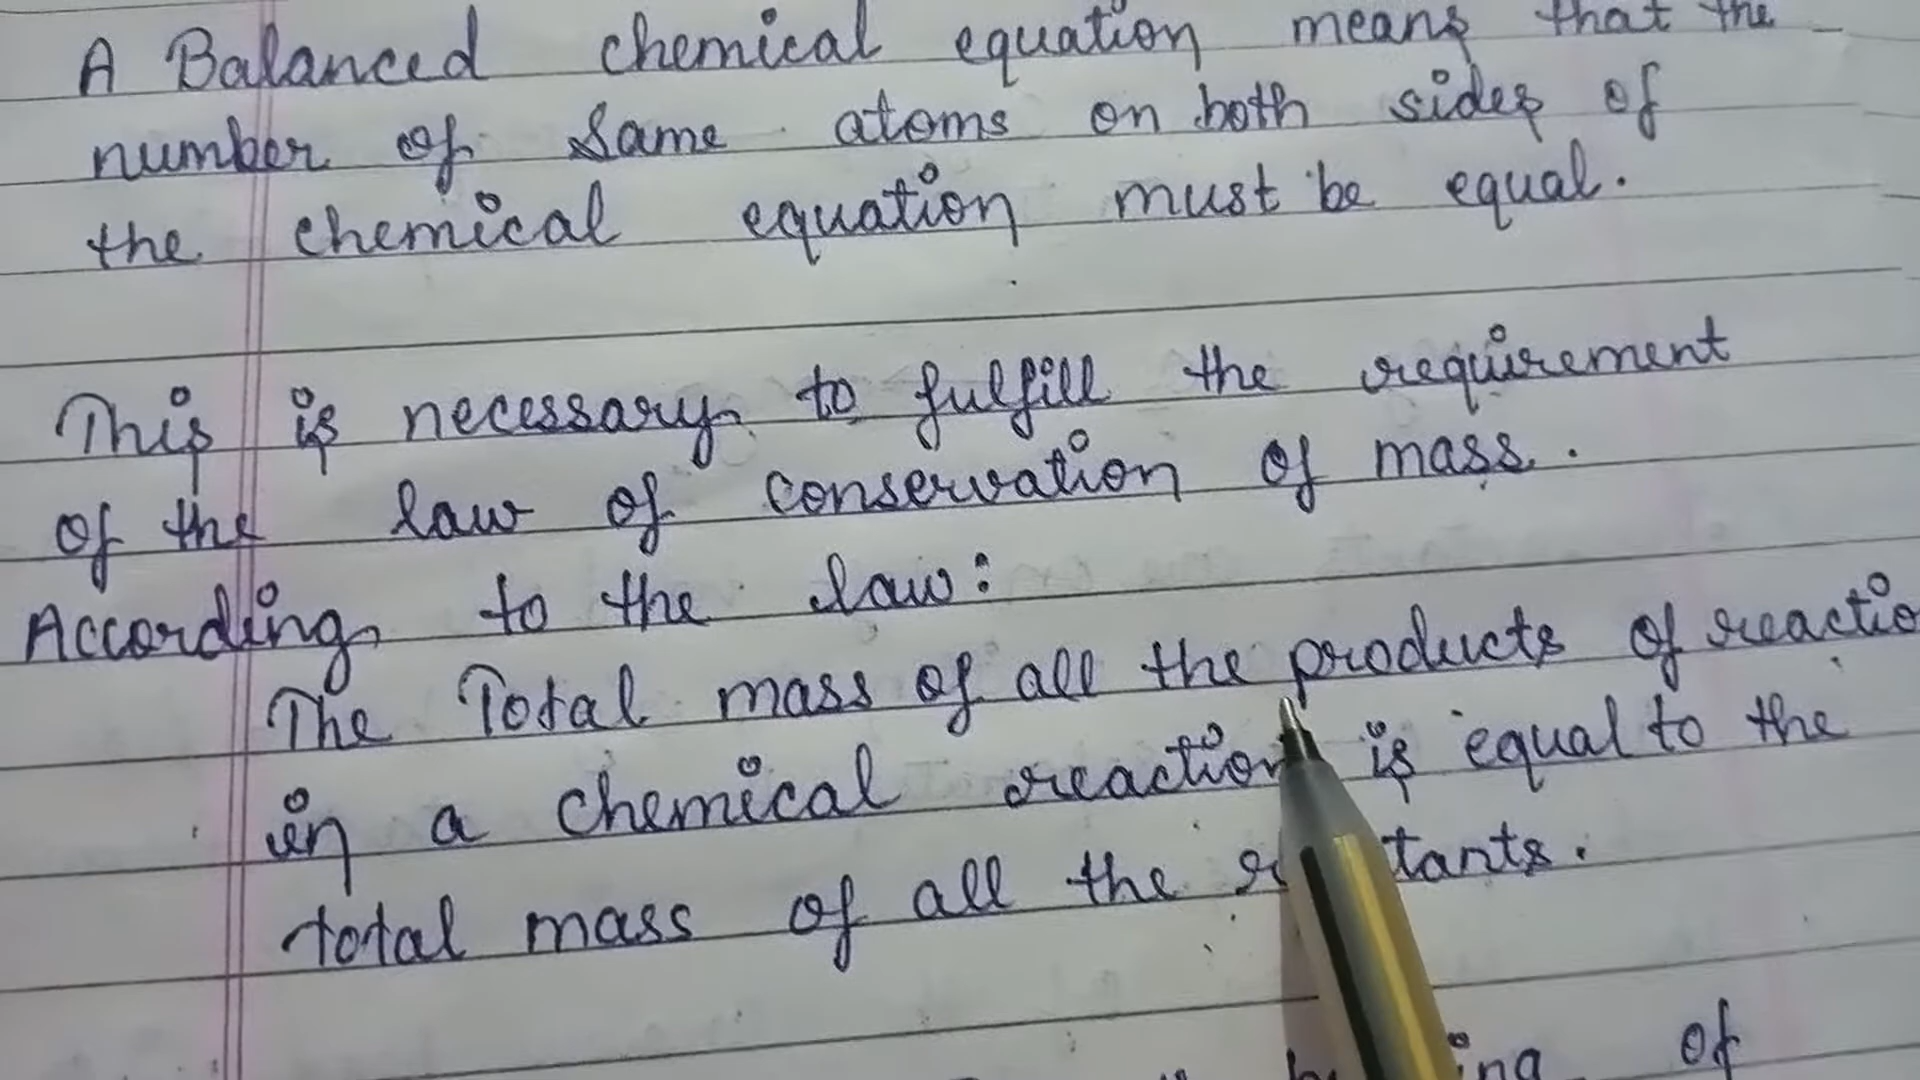 A Balanced chemical equation means that the
number of same atoms on both sides of
the chemical equation must be equal.
This is necessary to fulfill the requirement
of the law of conservation of mass.
According to the law:
The Total mass of all the products of reactio
in a chemical reaction is equal to the
total mass of all the tants.
of